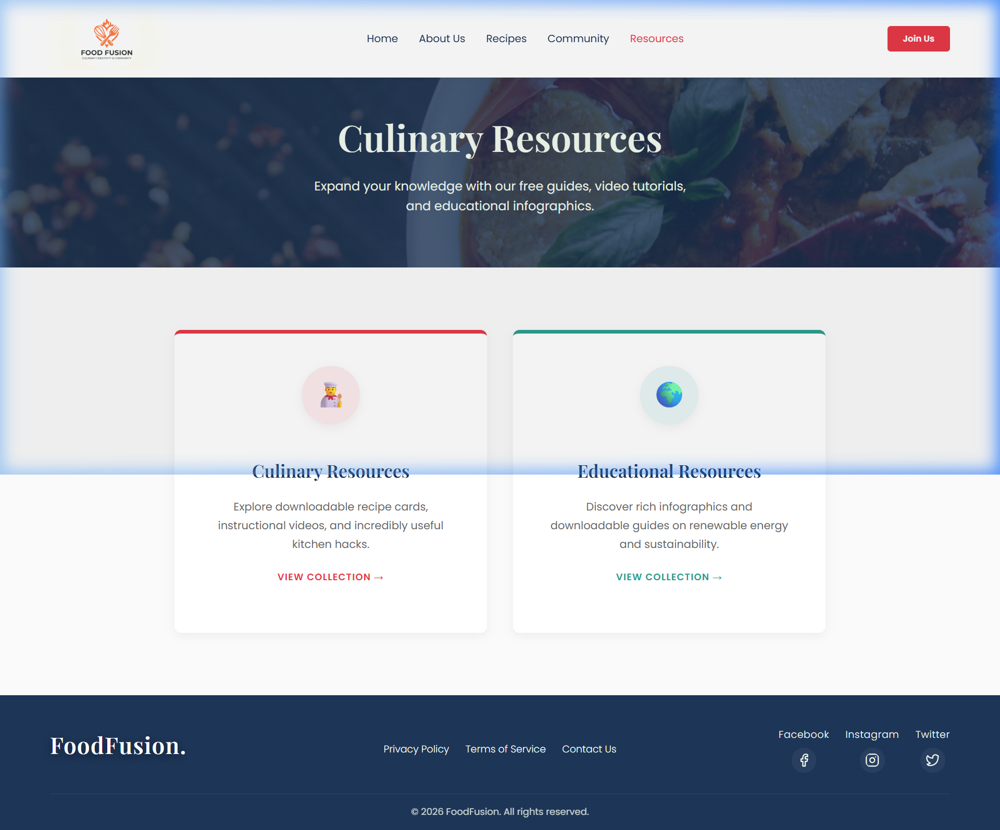 FOOD FUSION
CULINARY CREATIVITY & COMMUNITY
Home
About Us
Recipes
Community
Resources
Join Us
Culinary Resources
Expand your knowledge with our free guides, video tutorials,
and educational infographics.
Culinary Resources
Explore downloadable recipe cards,
instructional videos, and incredibly useful
kitchen hacks.
VIEW COLLECTION →
Educational Resources
Discover rich infographics and
downloadable guides on renewable energy
and sustainability.
VIEW COLLECTION →
FoodFusion.
Privacy Policy
Terms of Service
Contact Us
Facebook
Instagram
Twitter
© 2026 FoodFusion. All rights reserved.